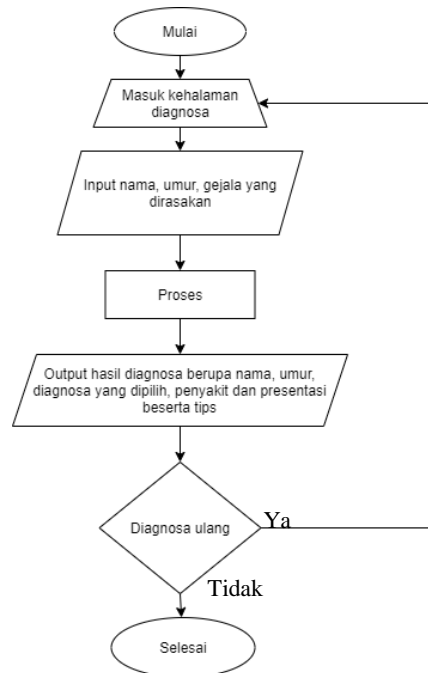 Mulai
Masuk kehalaman
diagnosa
Input nama, umur, gejala yang
dirasakan
Proses
Output hasil diagnosa berupa nama, umur,
diagnosa yang dipilih, penyakit dan presentasi
beserta tips
Diagnosa ulang
Ya
Tidak
Selesai